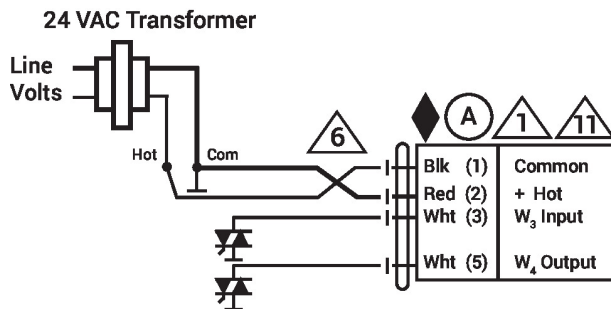 24 VAC Transformer
Line
Volts
Hot
Com
6
A
1
11
Blk (1) Common
Red (2) + Hot
Wht (3) W₃ Input
Wht (5) W₄ Output